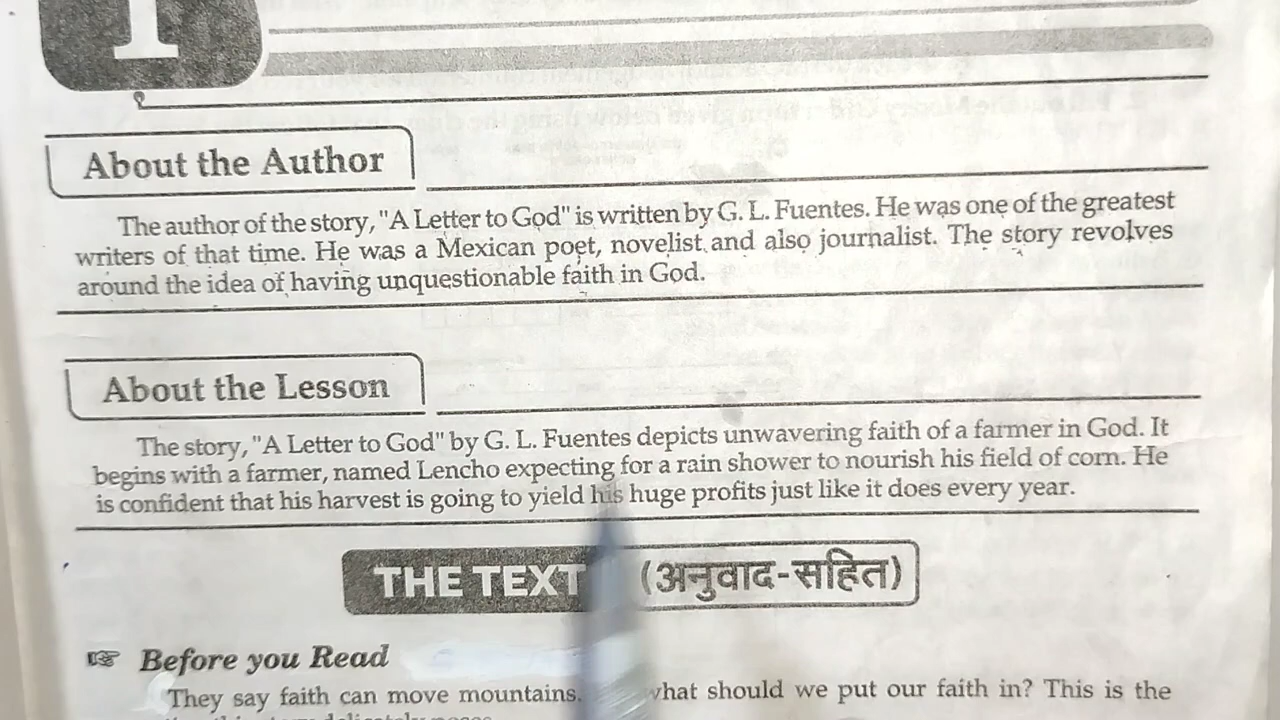 1
About the Author
The author of the story, "A Letter to God" is written by G. L. Fuentes. He was one of the greatest
writers of that time. He was a Mexican poet, novelist and also journalist. The story revolves
around the idea of having unquestionable faith in God.
About the Lesson
The story, "A Letter to God" by G. L. Fuentes depicts unwavering faith of a farmer in God. It
begins with a farmer, named Lencho expecting for a rain shower to nourish his field of corn. He
is confident that his harvest is going to yield his huge profits just like it does every year.
THE TEXT (अनुवाद-सहित)
☞ Before you Read
They say faith can move mountains. what should we put our faith in? This is the